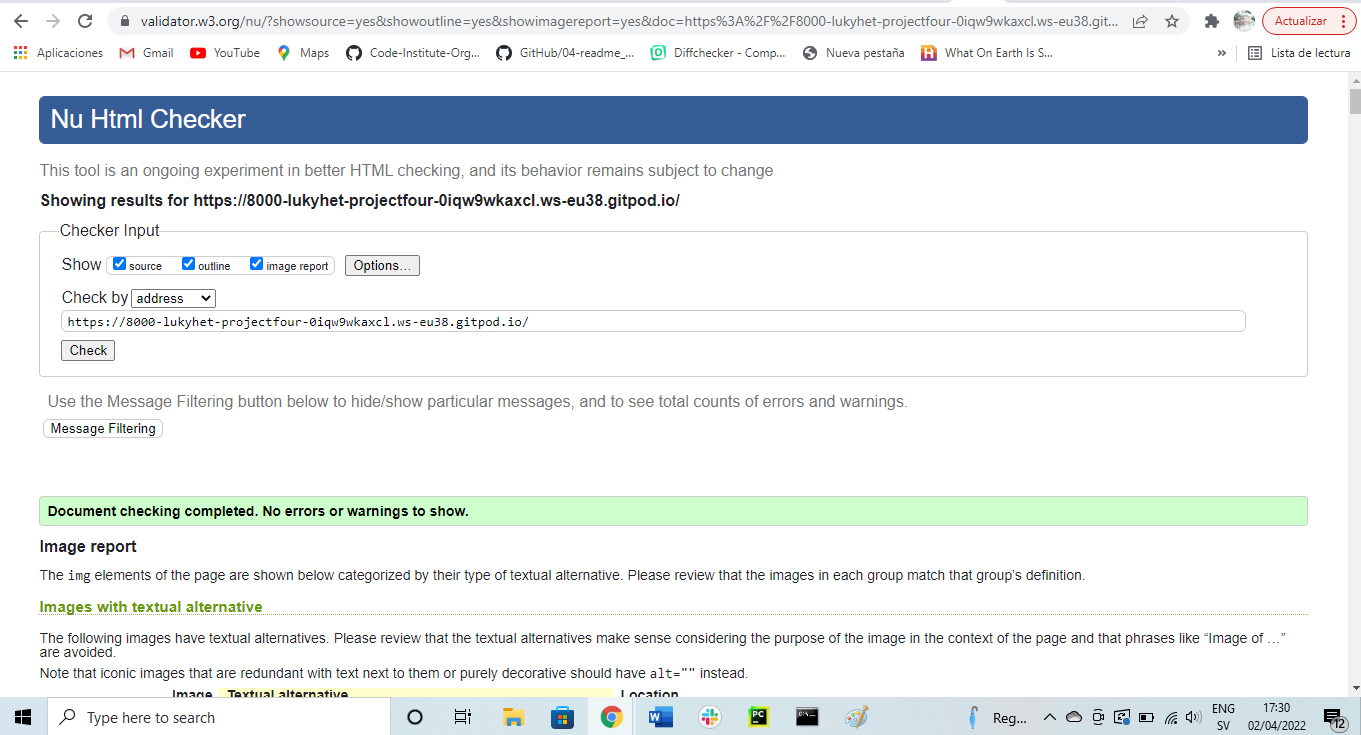 validator.w3.org/nu/?showsource=yes&showoutline=yes&showimagereport=yes&doc=https%3A%2F%2F8000-lukyhet-projectfour-0iqw9wkaxcl.ws-eu38.git...
Actualizar
Aplicaciones Gmail YouTube Maps Code-Institute-Org... GitHub/04-readme_... Diffchecker - Comp... Nueva pestaña What On Earth Is S... » Lista de lectura
Nu Html Checker
This tool is an ongoing experiment in better HTML checking, and its behavior remains subject to change
Showing results for https://8000-lukyhet-projectfour-0iqw9wkaxcl.ws-eu38.gitpod.io/
Checker Input
Show source outline image report Options...
Check by address
https://8000-lukyhet-projectfour-0iqw9wkaxcl.ws-eu38.gitpod.io/
Check
Use the Message Filtering button below to hide/show particular messages, and to see total counts of errors and warnings.
Message Filtering
Document checking completed. No errors or warnings to show.
Image report
The img elements of the page are shown below categorized by their type of textual alternative. Please review that the images in each group match that group's definition.
Images with textual alternative
The following images have textual alternatives. Please review that the textual alternatives make sense considering the purpose of the image in the context of the page and that phrases like “Image of …”
are avoided.
Note that iconic images that are redundant with text next to them or purely decorative should have alt="" instead.
Image Textual alternative Location
Type here to search
Reg...
ENG
SV
17:30
02/04/2022
12